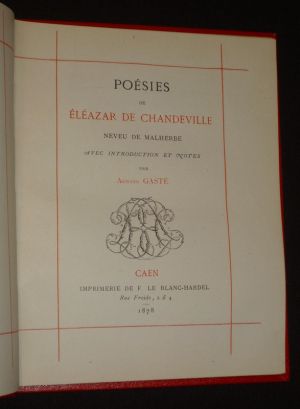 POÉSIES
DE
ÉLÉAZAR DE CHANDEVILLE
NEVEU DE MALHERBE
AVEC INTRODUCTION ET NOTES
PAR
ARMAND GASTÉ
CAEN
IMPRIMERIE DE F. LE BLANC-HARDEL
Rue Froide, 2 & 4
1878